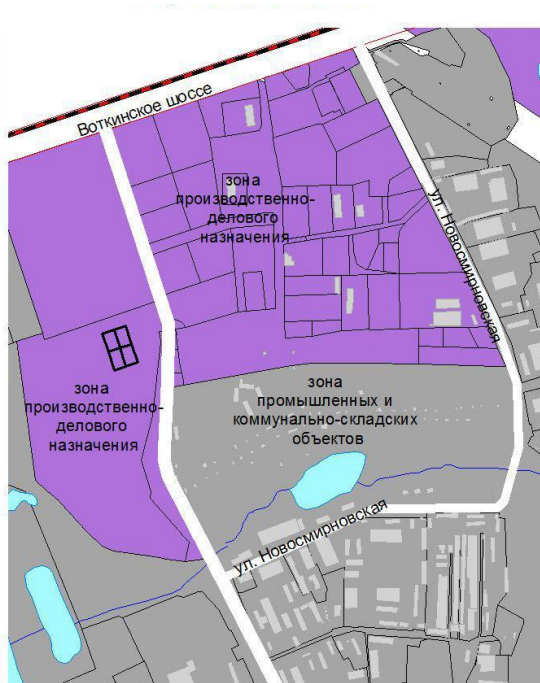 Воткинское шоссе
зона
производственно-
делового
назначения
ул. Новосмирновская
зона
производственно-
делового
назначения
зона
промышленных и
коммунально-складских
объектов
ул. Новосмирновская